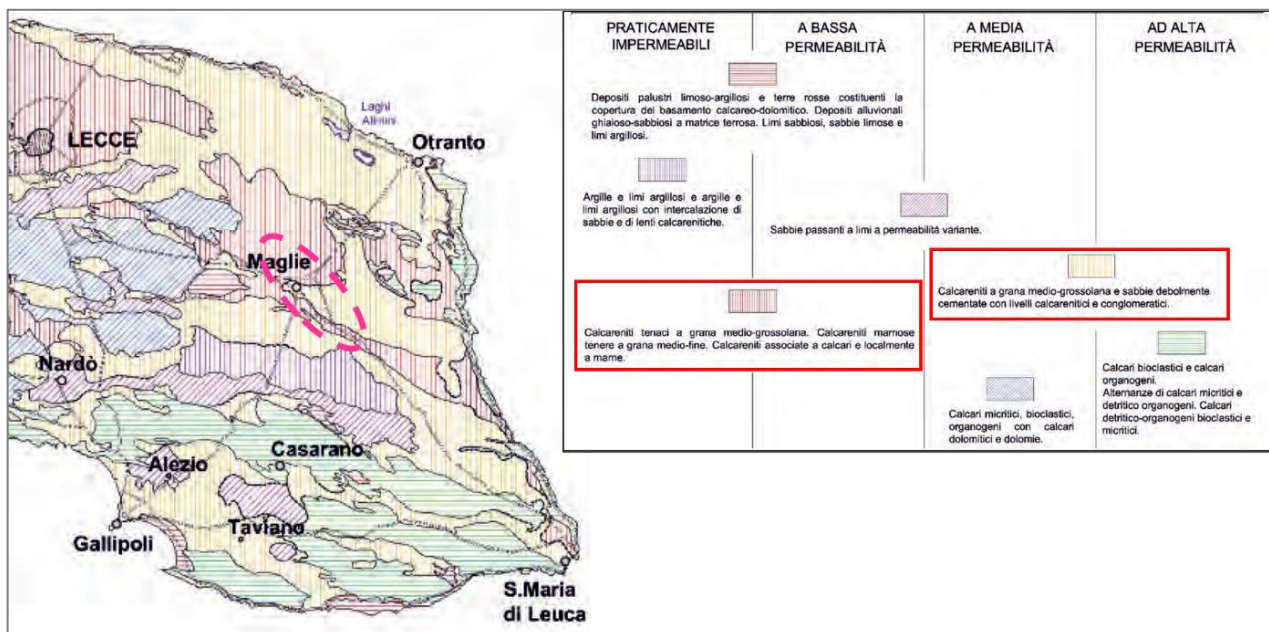 Laghi
Alimini
LECCE
Otranto
Maglie
Nardò
Casarano
Alezio
Taviano
Gallipoli
S.Maria
di Leuca
PRATICAMENTE
IMPERMEABILI
A BASSA
PERMEABILITÀ
A MEDIA
PERMEABILITÀ
AD ALTA
PERMEABILITÀ
Depositi palustri limoso-argillosi e terre rosse costituenti la
copertura del basamento calcareo-dolomitico. Depositi alluvionali
ghiaioso-sabbiosi a matrice terrosa. Limi sabbiosi, sabbie limose e
limi argillosi.
Argille e limi argillosi e argille e
limi argillosi con intercalazione di
sabbie e di lenti calcarenitiche.
Sabbie passanti a limi a permeabilità variante.
Calcareniti a grana medio-grossolana e sabbie debolmente
cementate con livelli calcarenitici e conglomeratici.
Calcareniti tenaci a grana medio-grossolana. Calcareniti marnose
tenere a grana medio-fine. Calcareniti associate a calcari e localmente
a marne.
Calcari bioclastici e calcari
organogeni.
Alternanze di calcari micritici e
detritico organogeni. Calcari
detritico-organogeni bioclastici e
micritici.
Calcari micritici, bioclastici,
organogeni con calcari
dolomitici e dolomie.